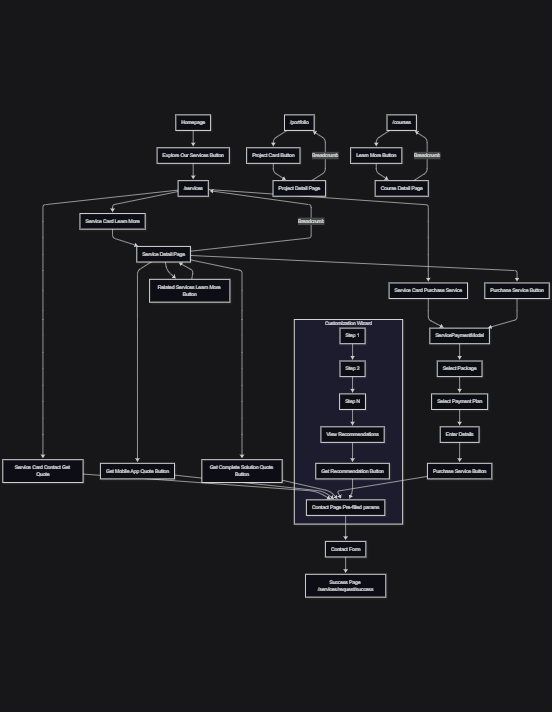 Homepage
/portfolio
/courses
Explore Our Services Button
Project Card Button
Breadcrumb
Learn More Button
Breadcrumb
/services
Project Detail Page
Course Detail Page
Service Card Learn More
Breadcrumb
Service Detail Page
Related Services Learn More
Button
Service Card Purchase Service
Purchase Service Button
Customization Wizard
Step 1
ServicePaymentModal
Step 2
Select Package
Step N
Select Payment Plan
View Recommendations
Enter Details
Service Card Contact Get
Quote
Get Mobile App Quote Button
Get Complete Solution Quote
Button
Get Recommendation Button
Purchase Service Button
Contact Page Pre-filled params
Contact Form
Success Page
/services/request/success